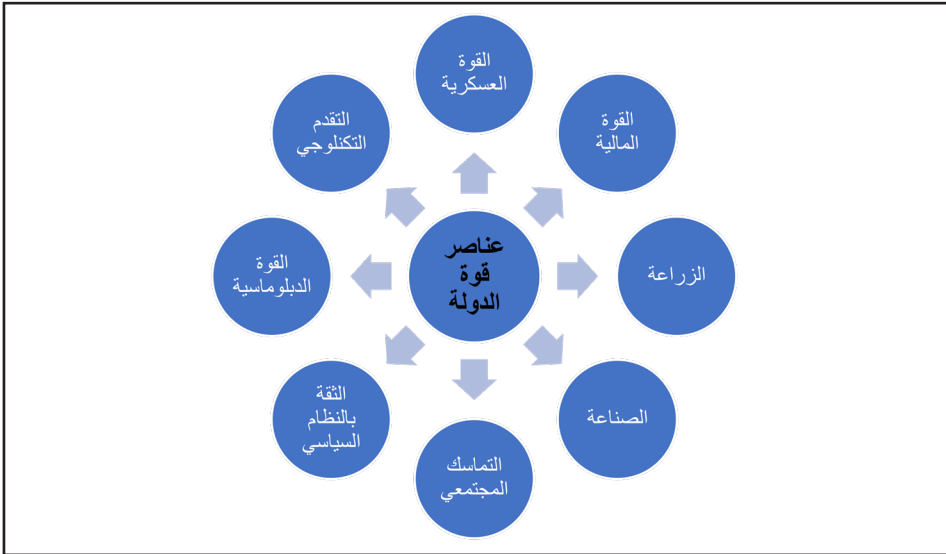 القوة
العسكرية
القوة
المالية
الزراعة
الصناعة
التماسك
المجتمعي
الثقة
بالنظام
السياسي
القوة
الدبلوماسية
التقدم
التكنلوجي
عناصر
قوة
الدولة